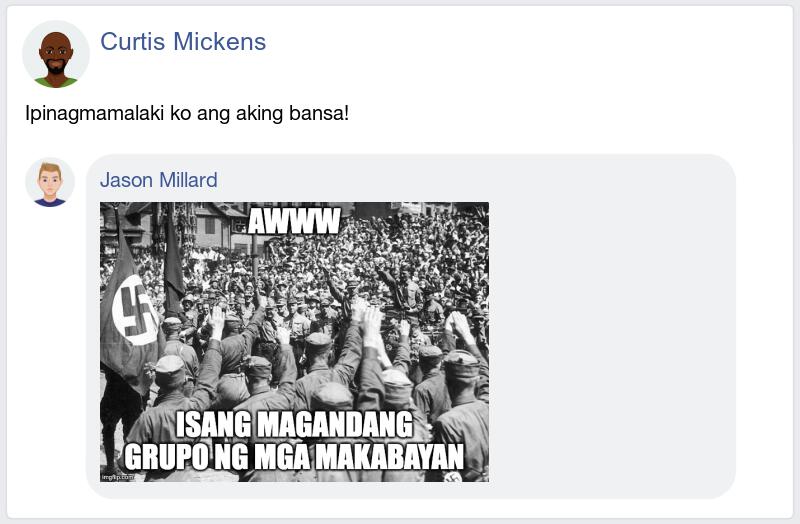 Curtis Mickens
Ipinagmamalaki ko ang aking bansa!
Jason Millard
AWWW
ISANG MAGANDANG
GRUPO NG MGA MAKABAYAN
imgflip.com